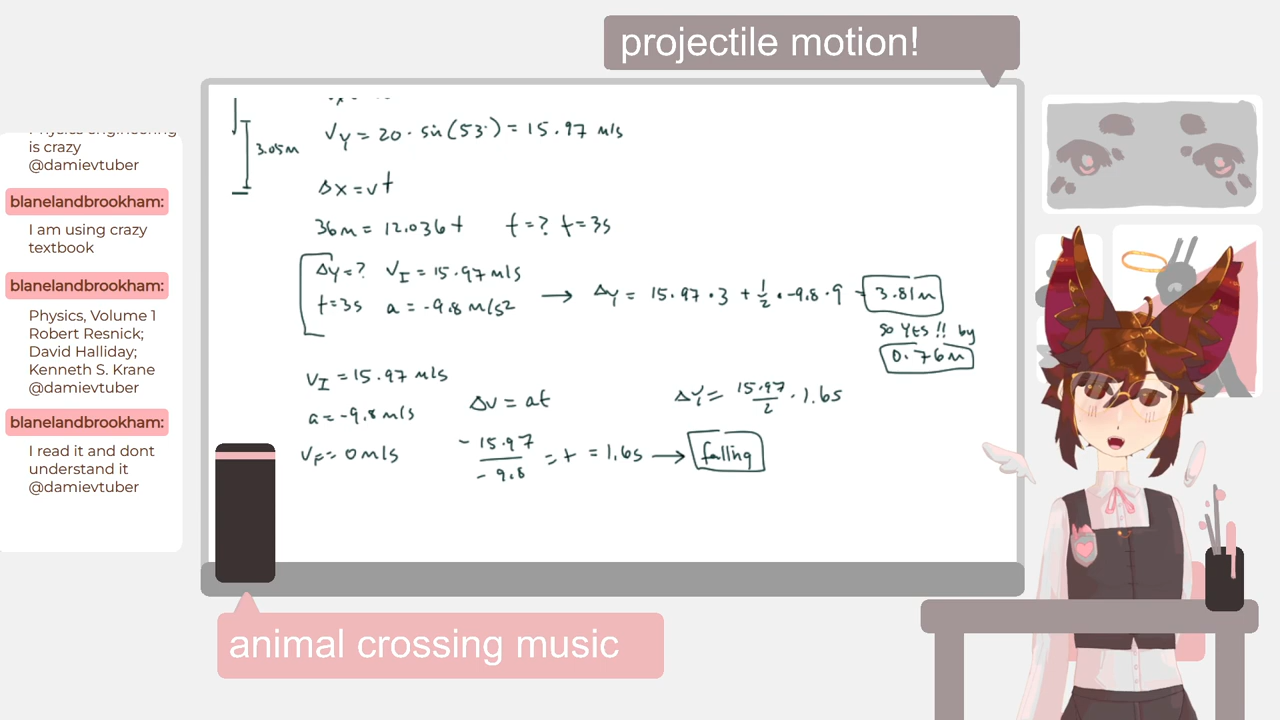 projectile motion!
Physics engineering
is crazy
@damievtuber
blanelandbrookham:
I am using crazy
textbook
blanelandbrookham:
Physics, Volume 1
Robert Resnick;
David Halliday;
Kenneth S. Krane
@damievtuber
blanelandbrookham:
I read it and dont
understand it
@damievtuber
3.05m
Vy = 20 · sin(53°) = 15.97 m/s
Δx = vt
36m = 12.036t t=? t=3s
Δy=? VI = 15.97 m/s
t=3s a = -9.8 m/s2 → Δy = 15.97 · 3 + 1/2 · -9.8 · 9 = 3.81m
so YES!! by
0.76m
VI = 15.97 m/s
a = -9.8 m/s
VF = 0 m/s
Δv = at
-15.97/-9.8 = t = 1.6s → falling
Δy = 15.97/2 · 1.6s
animal crossing music